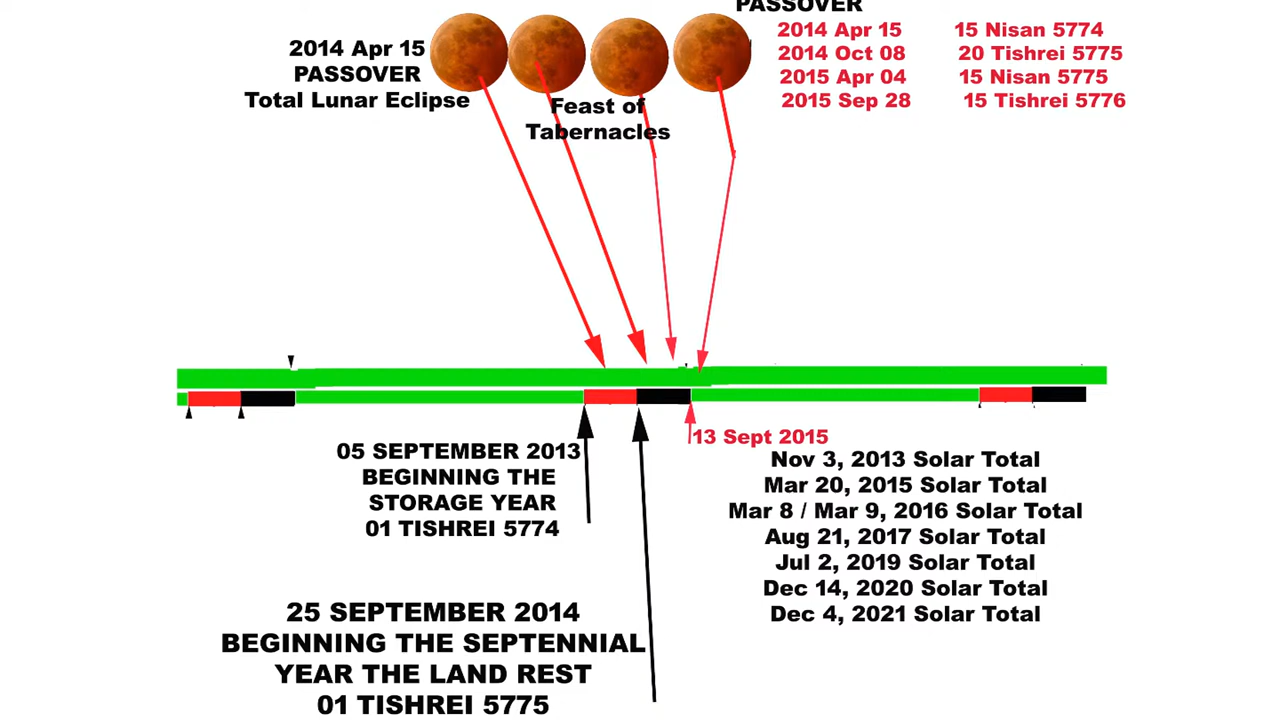 PASSOVER
2014 Apr 15 15 Nisan 5774
2014 Oct 08 20 Tishrei 5775
2015 Apr 04 15 Nisan 5775
2015 Sep 28 15 Tishrei 5776
2014 Apr 15
PASSOVER
Total Lunar Eclipse
Feast of
Tabernacles
13 Sept 2015
05 SEPTEMBER 2013
BEGINNING THE
STORAGE YEAR
01 TISHREI 5774
Nov 3, 2013 Solar Total
Mar 20, 2015 Solar Total
Mar 8 / Mar 9, 2016 Solar Total
Aug 21, 2017 Solar Total
Jul 2, 2019 Solar Total
Dec 14, 2020 Solar Total
Dec 4, 2021 Solar Total
25 SEPTEMBER 2014
BEGINNING THE SEPTENNIAL
YEAR THE LAND REST
01 TISHREI 5775